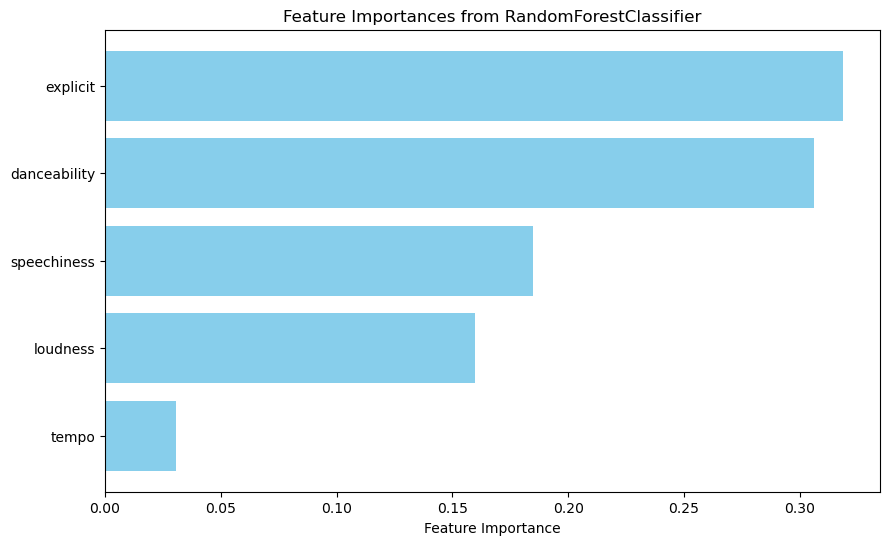 Feature Importances from RandomForestClassifier
explicit
danceability
speechiness
loudness
tempo
0.00 0.05 0.10 0.15 0.20 0.25 0.30
Feature Importance